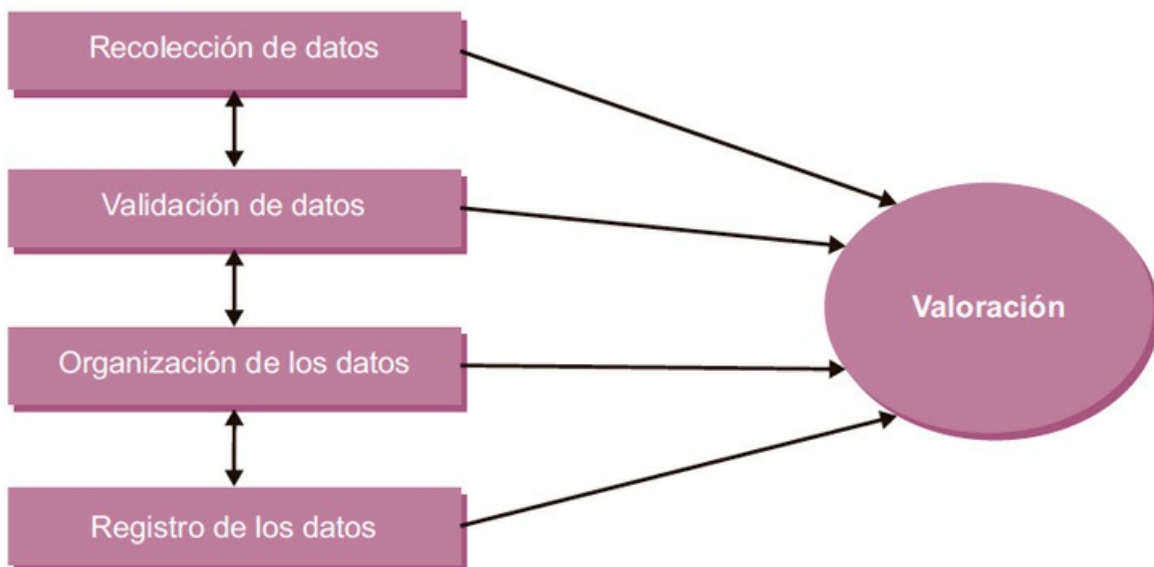 Recolección de datos
Validación de datos
Organización de los datos
Registro de los datos
Valoración